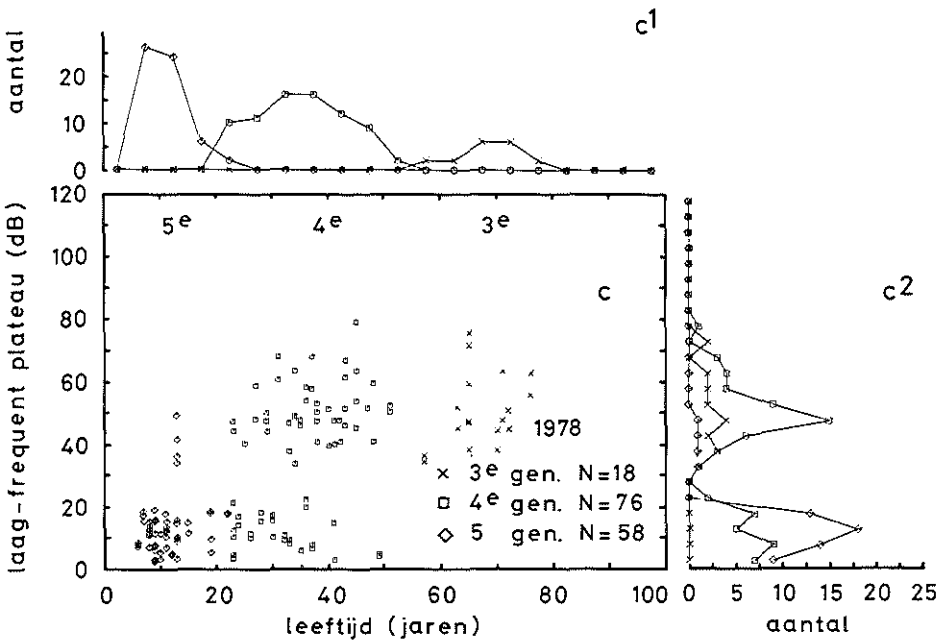 c1
aantal
20
10
0
120
100
80
60
40
20
0
laag-frequent plateau (dB)
5e 4e 3e
c
1978
× 3e gen. N=18
□ 4e gen. N=76
◇ 5 gen. N=58
0 20 40 60 80 100
leeftijd (jaren)
c2
0 5 10 15 20 25
aantal